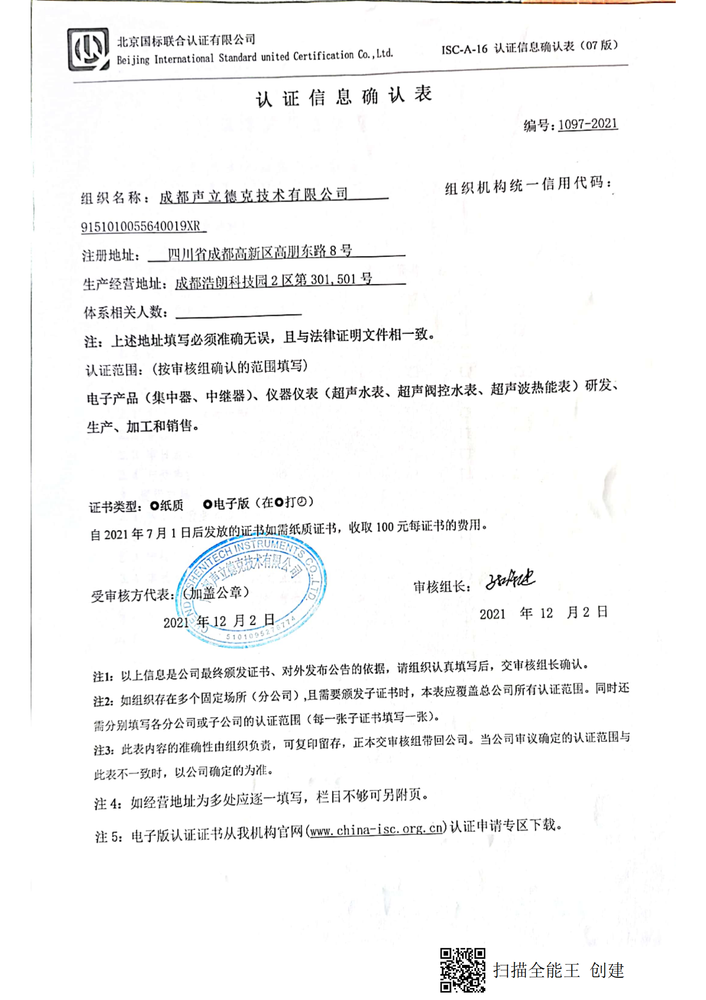 北京国标联合认证有限公司
Beijing International Standard united Certification Co.,Ltd.
ISC-A-16 认证信息确认表（07 版）
认证信息确认表
编号：1097-2021
组织名称：成都声立德克技术有限公司 组织机构统一信用代码：
9151010055640019XR
注册地址： 四川省成都高新区高朋东路 8 号
生产经营地址：成都浩朗科技园 2 区第 301,501 号
体系相关人数：
注：上述地址填写必须准确无误，且与法律证明文件相一致。
认证范围：(按审核组确认的范围填写)
电子产品（集中器、中继器）、仪器仪表（超声水表、超声阀控水表、超声波热能表）研发、
生产、加工和销售。
证书类型：○纸质 ○电子版（在○打）
自 2021 年 7 月 1 日后发放的证书如需纸质证书，收取 100 元每证书的费用。
CHENGDU SHENITECH INSTRUMENTS CO.,LTD.
成都声立德克技术有限公司
受审核方代表：（加盖公章） 审核组长：
2021 年 12 月 2 日 2021 年 12 月 2 日
5101095276774
注1：以上信息是公司最终颁发证书、对外发布公告的依据，请组织认真填写后，交审核组长确认。
注2：如组织存在多个固定场所（分公司）,且需要颁发子证书时，本表应覆盖总公司所有认证范围。同时还
需分别填写各分公司或子公司的认证范围（每一张子证书填写一张）。
注3：此表内容的准确性由组织负责，可复印留存，正本交审核组带回公司。当公司审议确定的认证范围与
此表不一致时，以公司确定的为准。
注 4：如经营地址为多处应逐一填写，栏目不够可另附页。
注 5：电子版认证证书从我机构官网(www.china-isc.org.cn)认证申请专区下载。
扫描全能王 创建